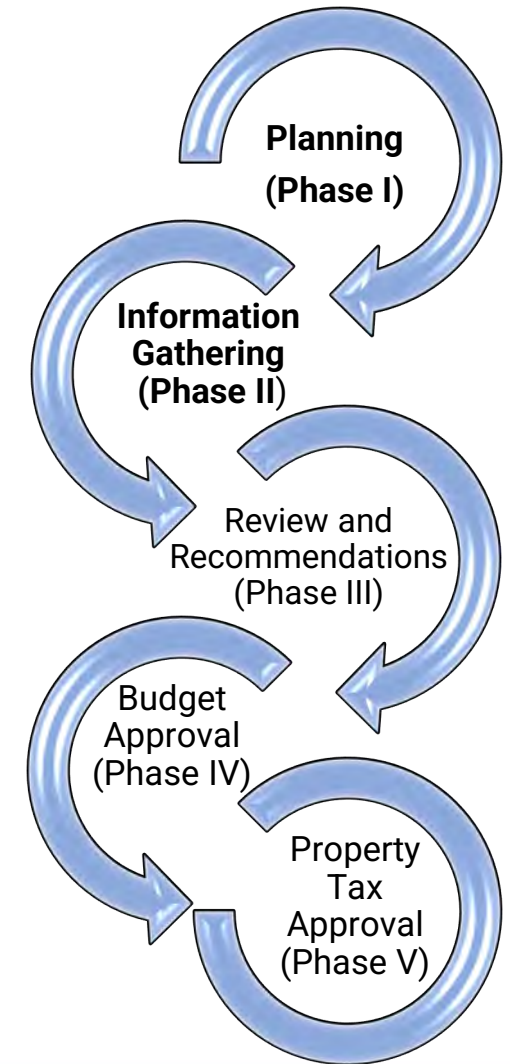 Planning
(Phase I)
Information
Gathering
(Phase II)
Review and
Recommendations
(Phase III)
Budget
Approval
(Phase IV)
Property
Tax
Approval
(Phase V)